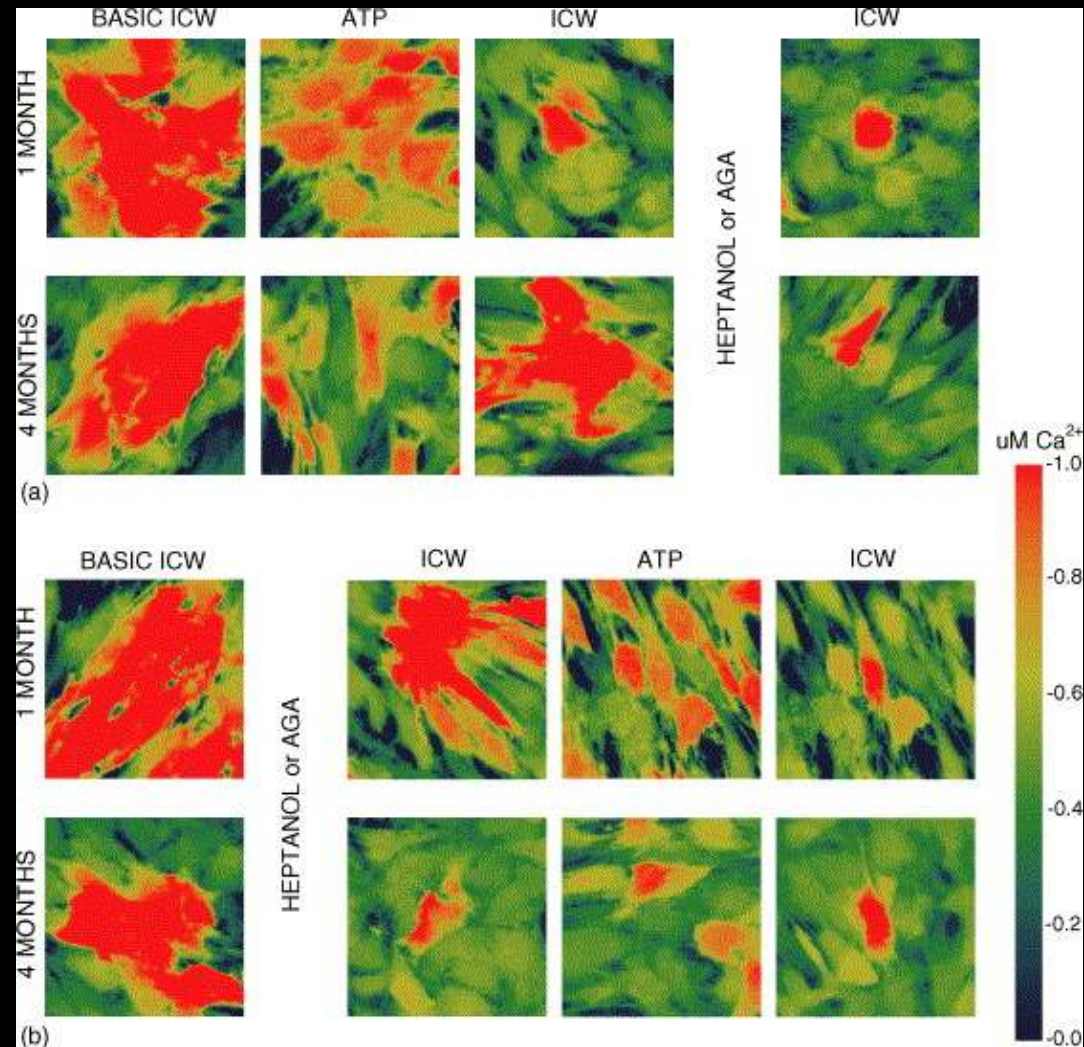 BASIC ICW ATP ICW ICW
1 MONTH
HEPTANOL or AGA
4 MONTHS
(a)
uM Ca²⁺
-1.0
-0.8
-0.6
-0.4
-0.2
-0.0
BASIC ICW ICW ATP ICW
1 MONTH
HEPTANOL or AGA
4 MONTHS
(b)